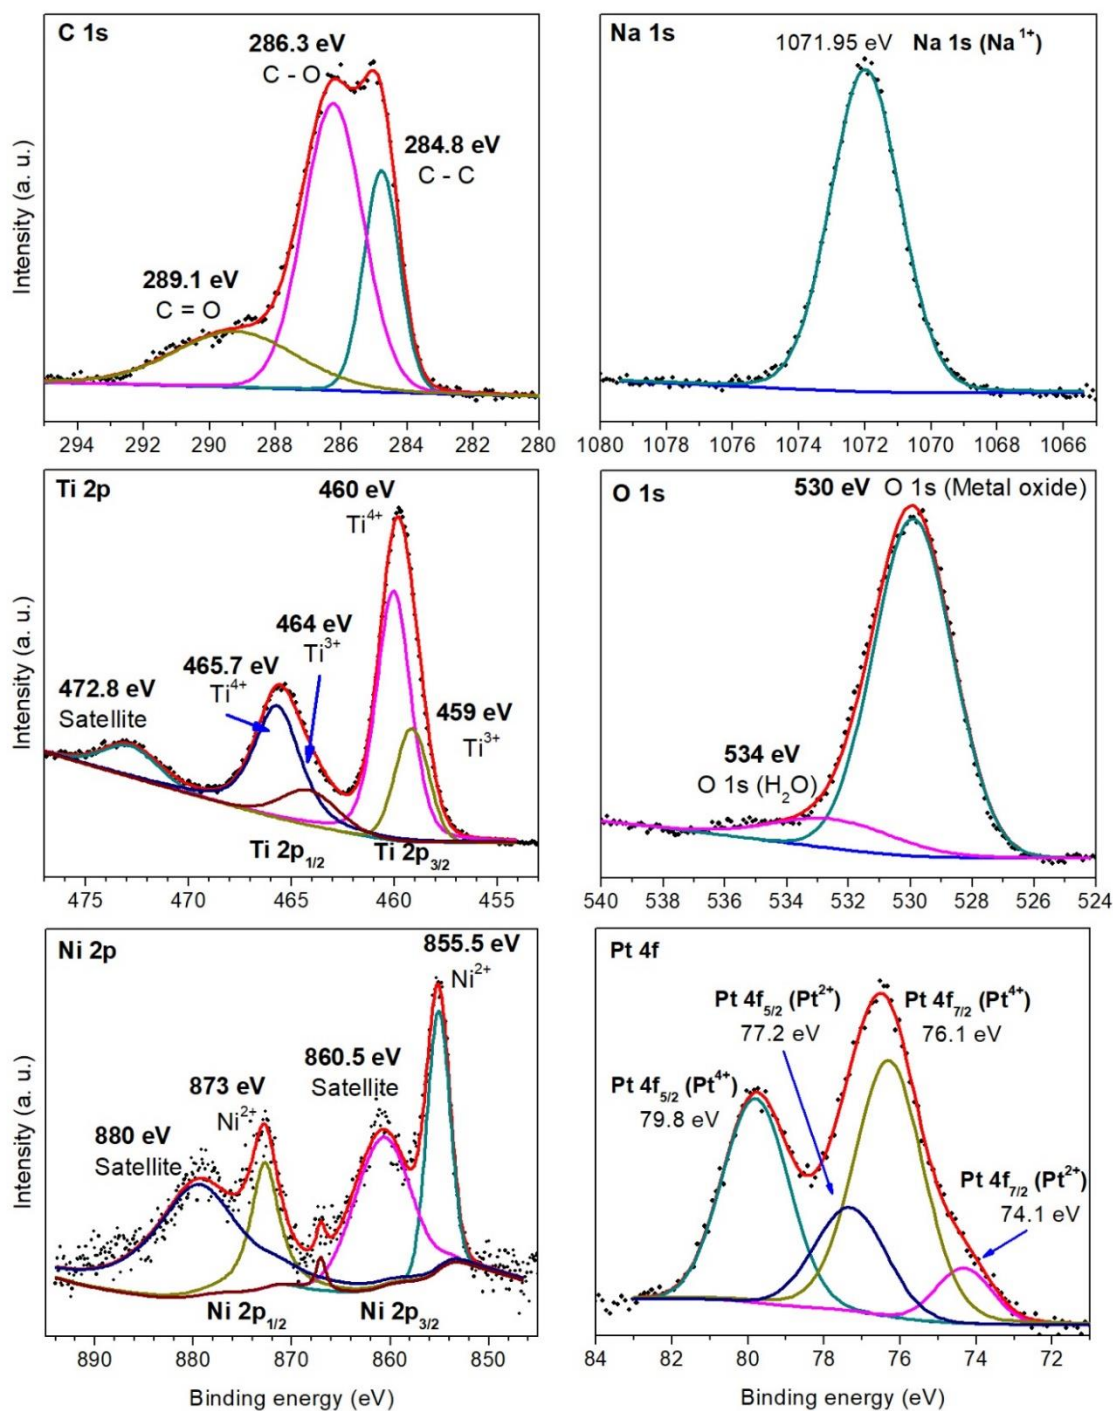 C 1s
286.3 eV
C - O
284.8 eV
C - C
289.1 eV
C = O
Intensity (a. u.)
294 292 290 288 286 284 282 280
Na 1s
1071.95 eV Na 1s (Na¹⁺)
1080 1078 1076 1074 1072 1070 1068 1066
Ti 2p
460 eV
Ti⁴⁺
464 eV
Ti³⁺
465.7 eV
Ti⁴⁺
472.8 eV
Satellite
459 eV
Ti³⁺
Ti 2p₁/₂ Ti 2p₃/₂
Intensity (a. u.)
475 470 465 460 455
O 1s
530 eV O 1s (Metal oxide)
534 eV
O 1s (H₂O)
540 538 536 534 532 530 528 526 524
Ni 2p
855.5 eV
Ni²⁺
860.5 eV
Satellite
873 eV
Ni²⁺
880 eV
Satellite
Ni 2p₁/₂ Ni 2p₃/₂
Intensity (a. u.)
890 880 870 860 850
Binding energy (eV)
Pt 4f
Pt 4f₅/₂ (Pt²⁺)
77.2 eV
Pt 4f₇/₂ (Pt⁴⁺)
76.1 eV
Pt 4f₅/₂ (Pt⁴⁺)
79.8 eV
Pt 4f₇/₂ (Pt²⁺)
74.1 eV
84 82 80 78 76 74 72
Binding energy (eV)